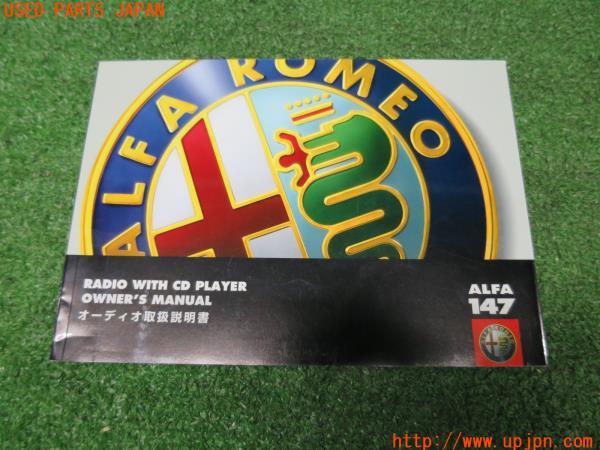 USED PARTS JAPAN
ALFA ROMEO
RADIO WITH CD PLAYER
OWNER'S MANUAL
オーディオ取扱説明書
ALFA
147
http://www.upjpn.com/